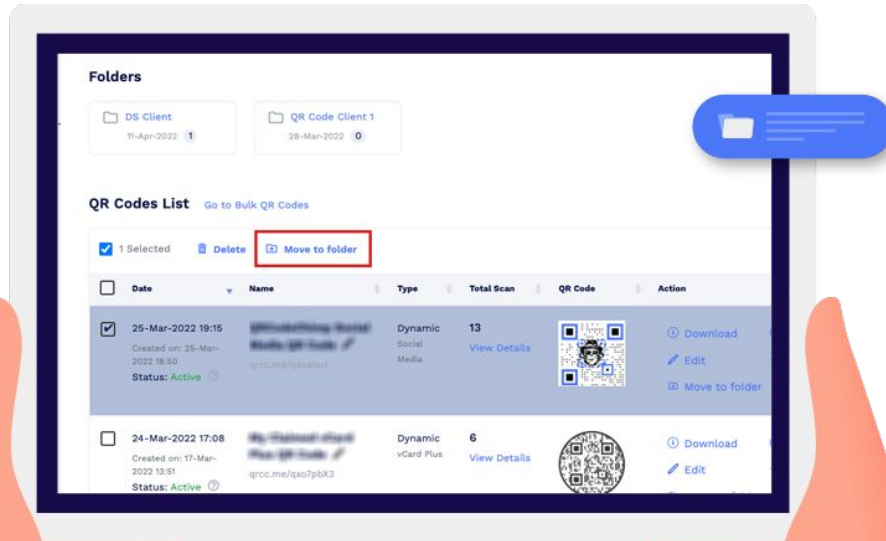 Folders
DS Client
11-Apr-2022 1
QR Code Client 1
28-Mar-2022 0
QR Codes List Go to Bulk QR Codes
1 Selected Delete Move to folder
Date Name Type Total Scan QR Code Action
25-Mar-2022 19:15
Created on: 25-Mar-
2022 18:50
Status: Active
Dynamic
Social
Media
13
View Details
Download
Edit
Move to folder
24-Mar-2022 17:08
Created on: 17-Mar-
2022 13:51
Status: Active
qrcc.me/qxo7pbX3
Dynamic
vCard Plus
6
View Details
Download
Edit